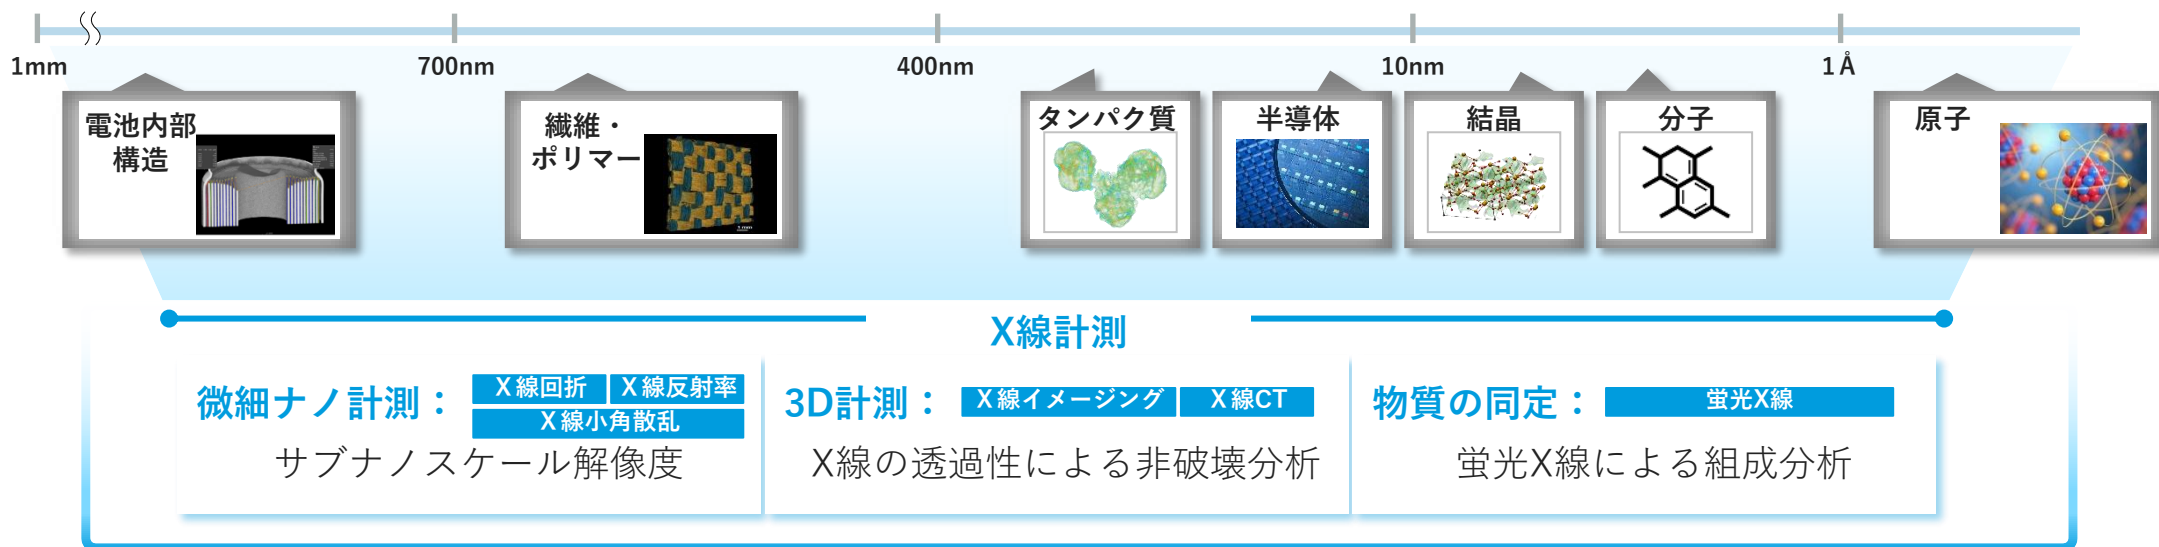 1mm
700nm
400nm
10nm
1Å
電池内部
構造
繊維・
ポリマー
タンパク質
半導体
結晶
分子
原子
X線計測
微細ナノ計測：
X線回折
X線反射率
X線小角散乱
サブナノスケール解像度
3D計測：
X線イメージング
X線CT
X線の透過性による非破壊分析
物質の同定：
蛍光X線
蛍光X線による組成分析